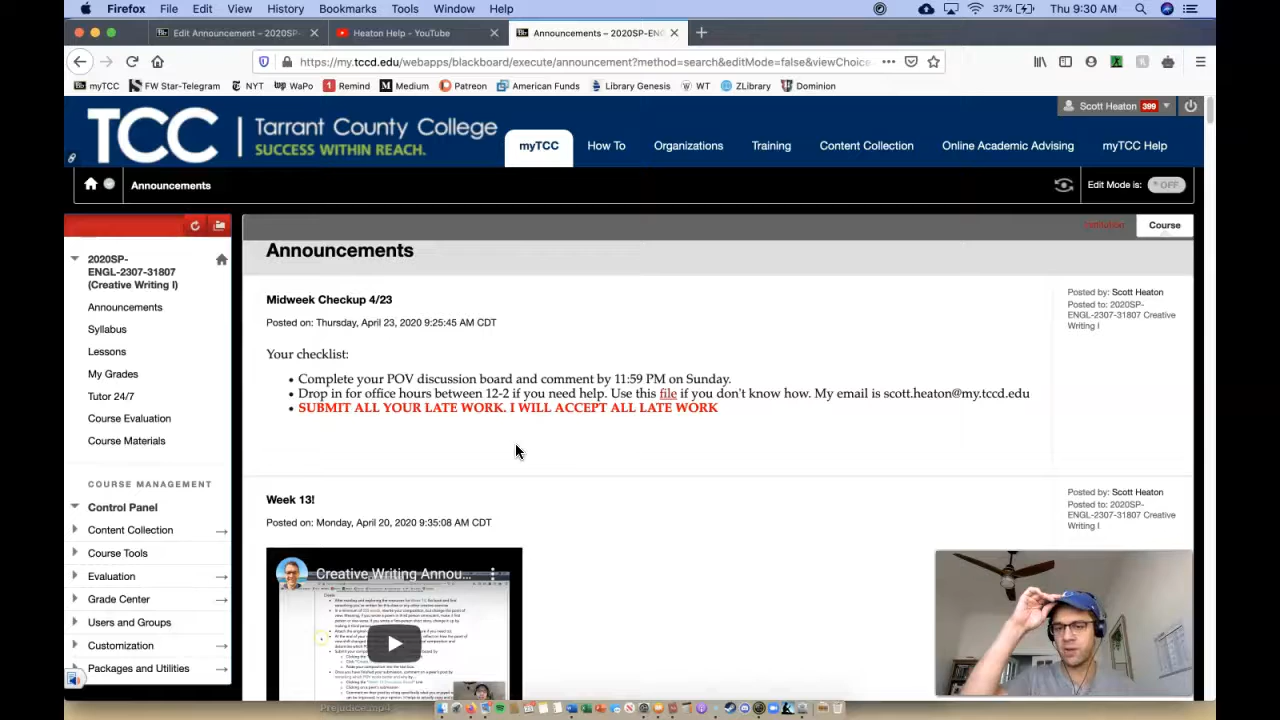 Firefox File Edit View History Bookmarks Tools Window Help 37% Thu 9:30 AM
Edit Announcement – 2020SP- Heaton Help - YouTube Announcements – 2020SP-EN
https://my.tccd.edu/webapps/blackboard/execute/announcement?method=search&editMode=false&viewChoice
myTCC FW Star-Telegram NYT WaPo Remind Medium Patreon American Funds Library Genesis WT ZLibrary Dominion
Scott Heaton 399
TCC Tarrant County College
SUCCESS WITHIN REACH.
myTCC How To Organizations Training Content Collection Online Academic Advising myTCC Help
Announcements Edit Mode is: OFF
Institution Course
2020SP-
ENGL-2307-31807
(Creative Writing I)
Announcements
Syllabus
Lessons
My Grades
Tutor 24/7
Course Evaluation
Course Materials
COURSE MANAGEMENT
Control Panel
Content Collection
Course Tools
Evaluation
Grade Center
Users and Groups
Customization
Packages and Utilities
Announcements
Midweek Checkup 4/23
Posted on: Thursday, April 23, 2020 9:25:45 AM CDT
Your checklist:
Complete your POV discussion board and comment by 11:59 PM on Sunday.
Drop in for office hours between 12-2 if you need help. Use this file if you don't know how. My email is scott.heaton@my.tccd.edu
SUBMIT ALL YOUR LATE WORK. I WILL ACCEPT ALL LATE WORK
Posted by: Scott Heaton
Posted to: 2020SP-
ENGL-2307-31807 Creative
Writing I
Week 13!
Posted on: Monday, April 20, 2020 9:35:08 AM CDT
Posted by: Scott Heaton
Posted to: 2020SP-
ENGL-2307-31807 Creative
Writing I
Creative Writing Annou...
Prejudice.mp4